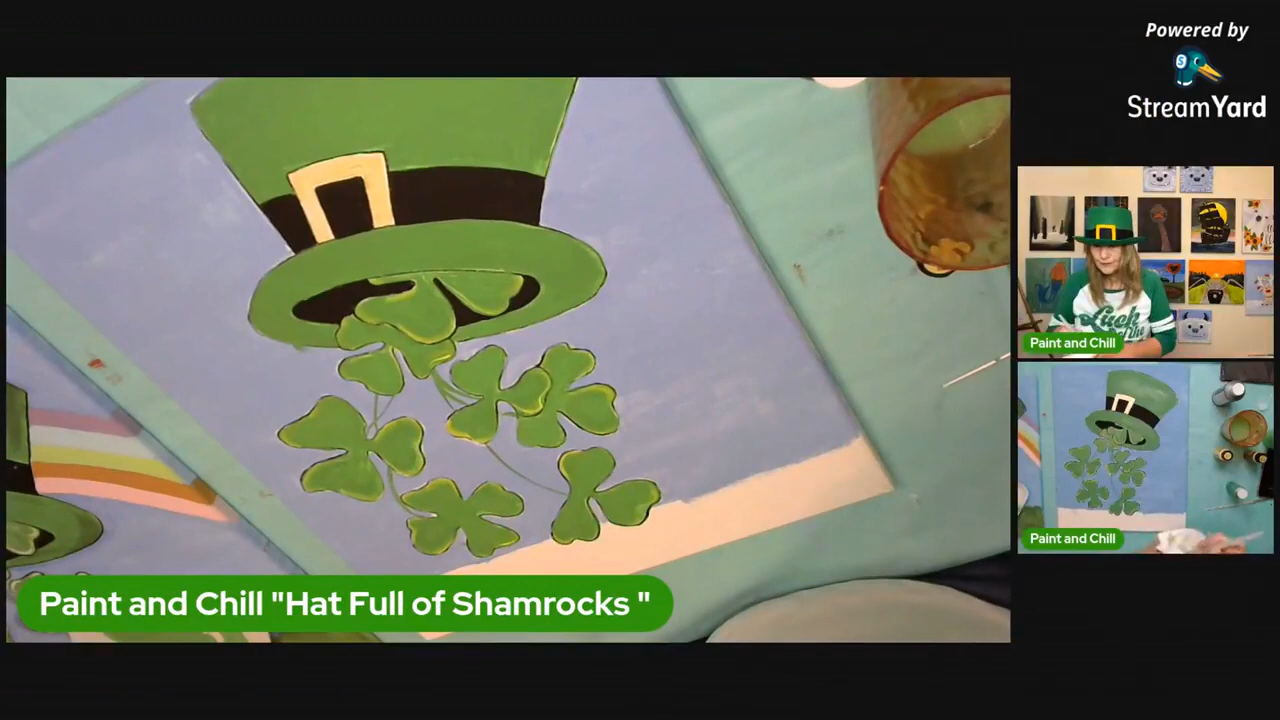 Powered by
StreamYard
Paint and Chill
Paint and Chill
Paint and Chill "Hat Full of Shamrocks "